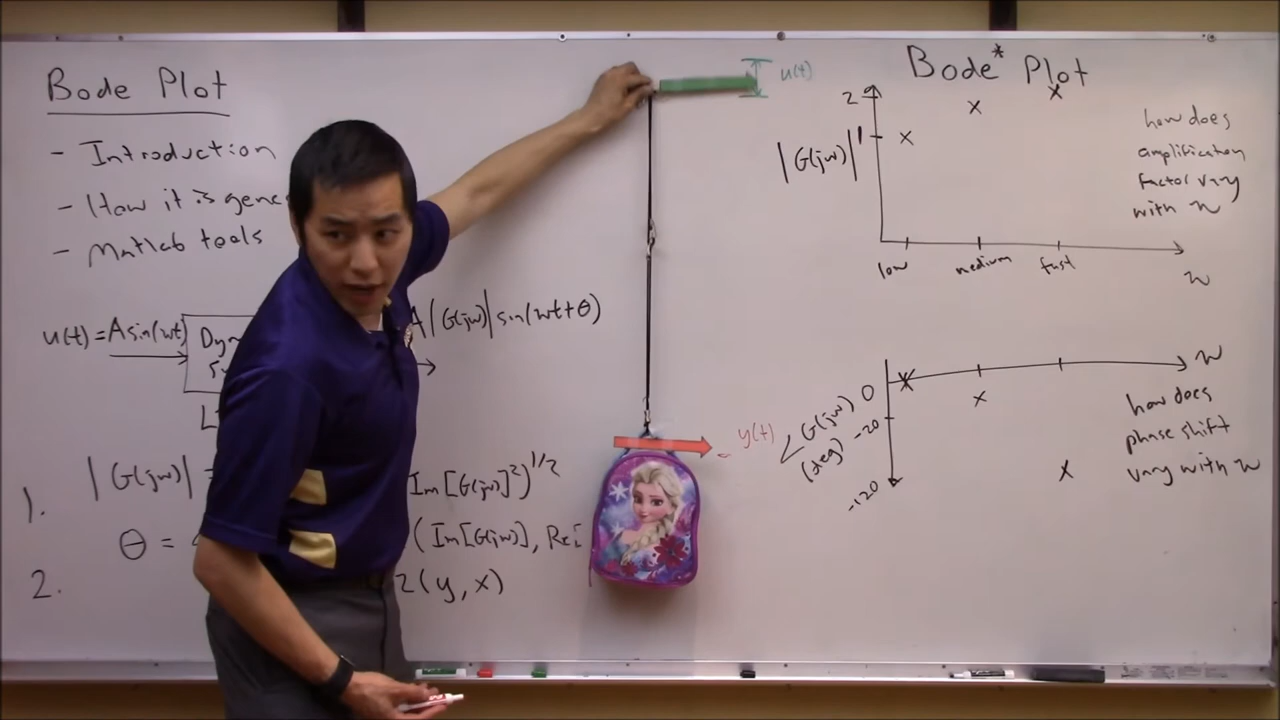 Bode Plot
- Introduction
- How it is gene
- Matlab tools
u(t) = A sin(wt)
A|G(jw)| sin(wt+θ)
1. |G(jw)| =
Im[G(jw)]²)^1/2
θ =
(Im[G(jw)], Re[
2.
2(y, x)
u(t)
y(t)
Bode* Plot
2
|G(jw)| 1
low medium fast
w
how does
amplification
factor vary
with w
w
∠G(jw)
(deg)
0
-20
-120
how does
phase shift
vary with w